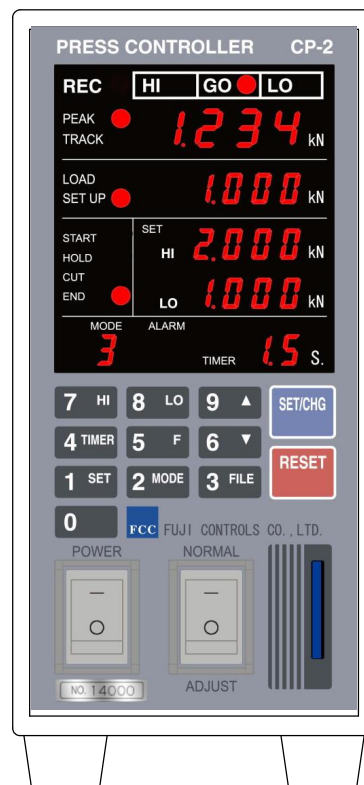 PRESS CONTROLLER CP-2
REC HI GO LO
PEAK
TRACK
1.234 kN
LOAD
SET UP
1.000 kN
START
HOLD
CUT
END
SET
HI 2.000 kN
LO 1.000 kN
MODE ALARM
3 TIMER 1.5 S.
7 HI 8 LO 9 ▲ SET/CHG
4 TIMER 5 F 6 ▼
RESET
1 SET 2 MODE 3 FILE
0 FCC FUJI CONTROLS CO.,LTD.
POWER NORMAL
NO. 14000 ADJUST